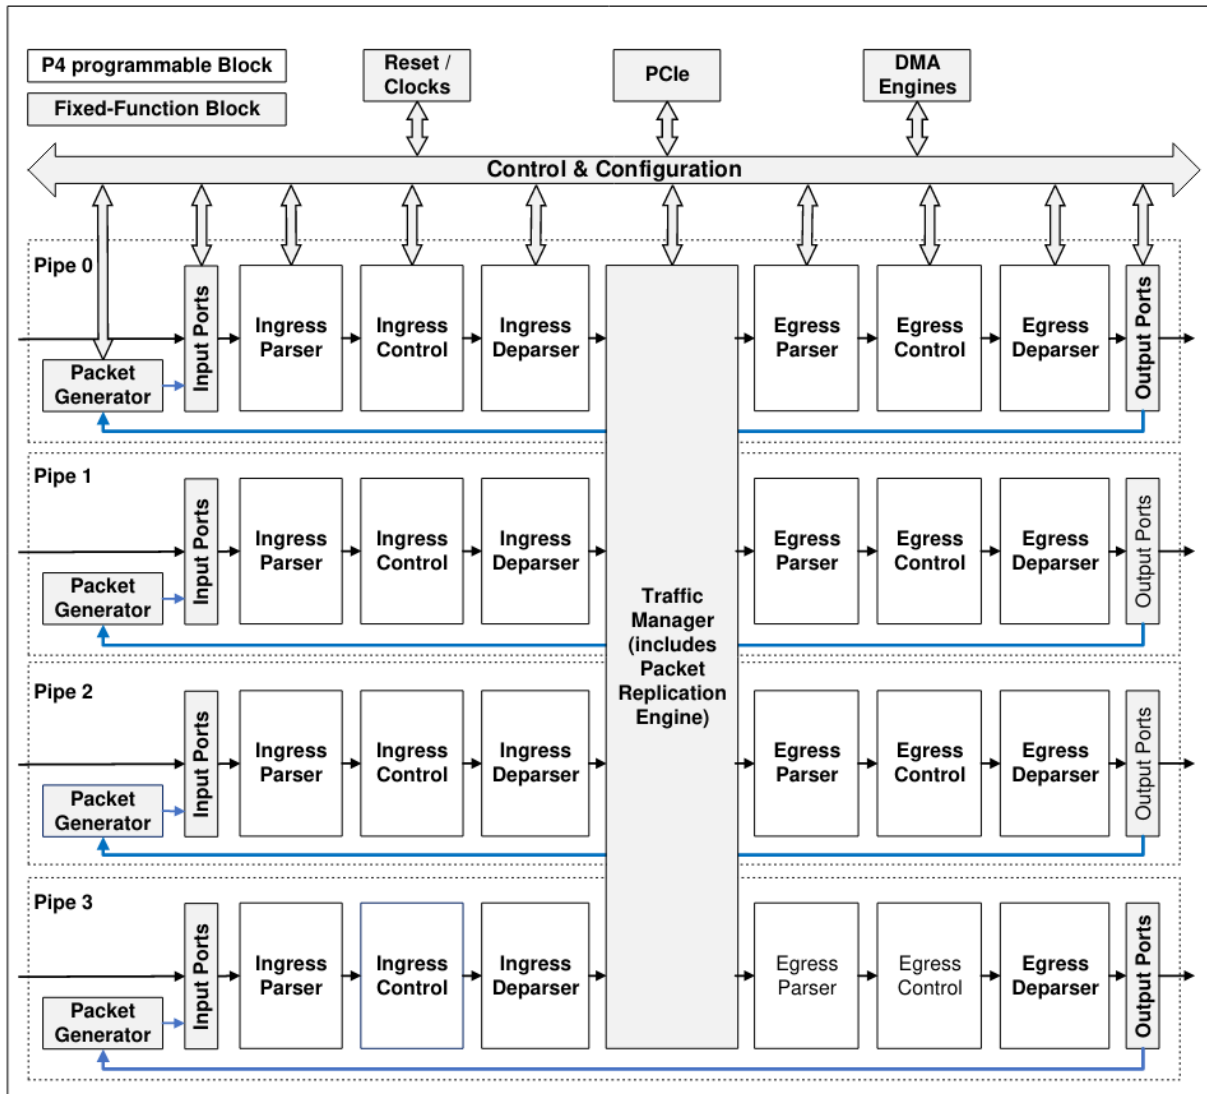 P4 programmable Block
Fixed-Function Block
Reset /
Clocks
PCIe
DMA
Engines
Control & Configuration
Pipe 0
Packet
Generator
Input Ports
Ingress
Parser
Ingress
Control
Ingress
Deparser
Traffic
Manager
(includes
Packet
Replication
Engine)
Egress
Parser
Egress
Control
Egress
Deparser
Output Ports
Pipe 1
Packet
Generator
Input Ports
Ingress
Parser
Ingress
Control
Ingress
Deparser
Egress
Parser
Egress
Control
Egress
Deparser
Output Ports
Pipe 2
Packet
Generator
Input Ports
Ingress
Parser
Ingress
Control
Ingress
Deparser
Egress
Parser
Egress
Control
Egress
Deparser
Output Ports
Pipe 3
Packet
Generator
Input Ports
Ingress
Parser
Ingress
Control
Ingress
Deparser
Egress
Parser
Egress
Control
Egress
Deparser
Output Ports